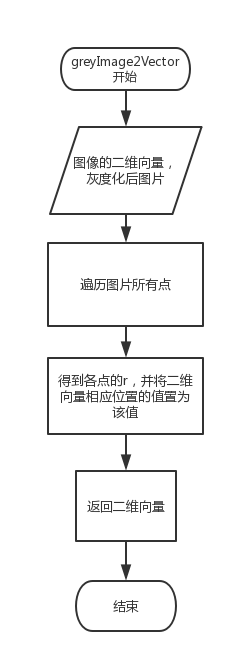 greyImage2Vector
开始
图像的二维向量，
灰度化后图片
遍历图片所有点
得到各点的r，并将二维
向量相应位置的值置为
该值
返回二维向量
结束